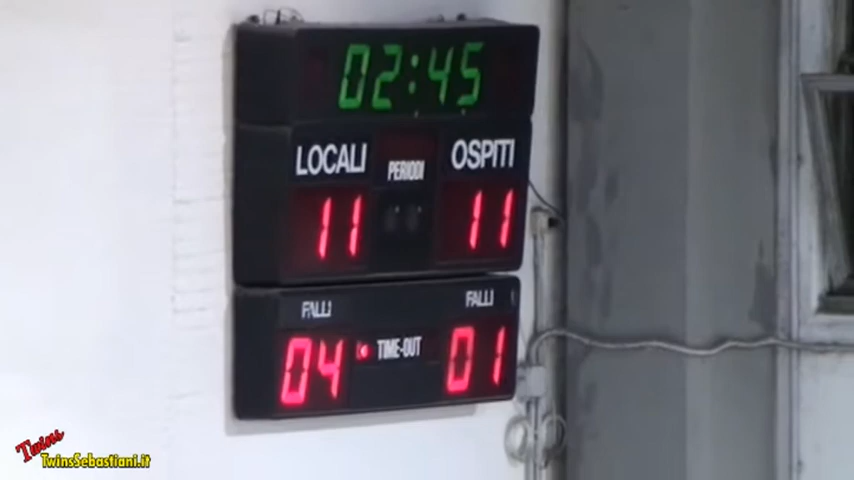 02:45
LOCALI PERIODI OSPITI
11 11
FALLI FALLI
04 TIME-OUT 01
Twins
TwinsSebastiani.it